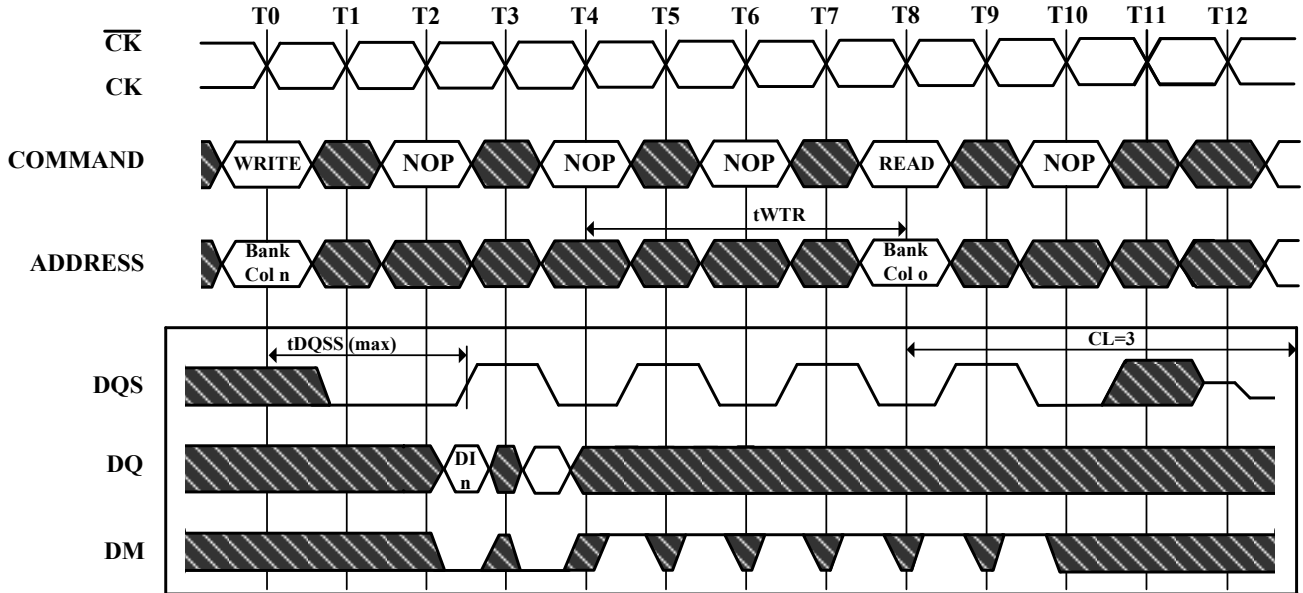 T0 T1 T2 T3 T4 T5 T6 T7 T8 T9 T10 T11 T12
CK
CK
COMMAND WRITE NOP NOP NOP READ NOP
tWTR
ADDRESS Bank Col n Bank Col o
tDQSS (max) CL=3
DQS
DQ DI n
DM